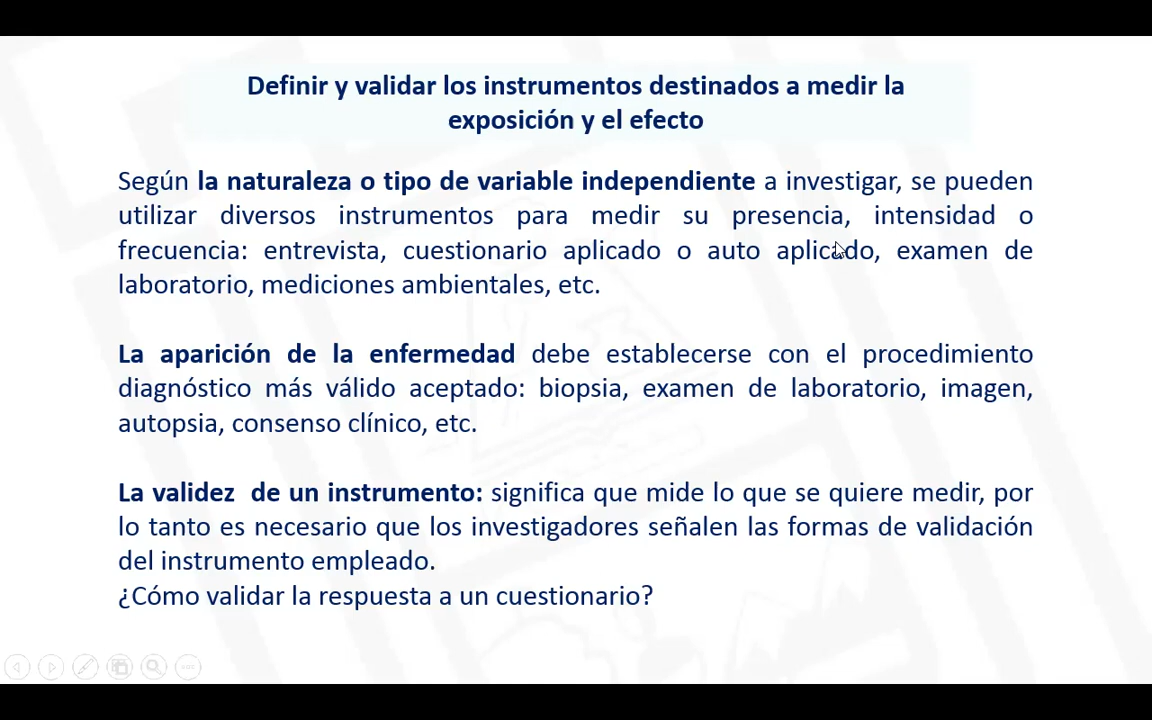 Definir y validar los instrumentos destinados a medir la
exposición y el efecto
Según la naturaleza o tipo de variable independiente a investigar, se pueden
utilizar diversos instrumentos para medir su presencia, intensidad o
frecuencia: entrevista, cuestionario aplicado o auto aplicado, examen de
laboratorio, mediciones ambientales, etc.
La aparición de la enfermedad debe establecerse con el procedimiento
diagnóstico más válido aceptado: biopsia, examen de laboratorio, imagen,
autopsia, consenso clínico, etc.
La validez de un instrumento: significa que mide lo que se quiere medir, por
lo tanto es necesario que los investigadores señalen las formas de validación
del instrumento empleado.
¿Cómo validar la respuesta a un cuestionario?